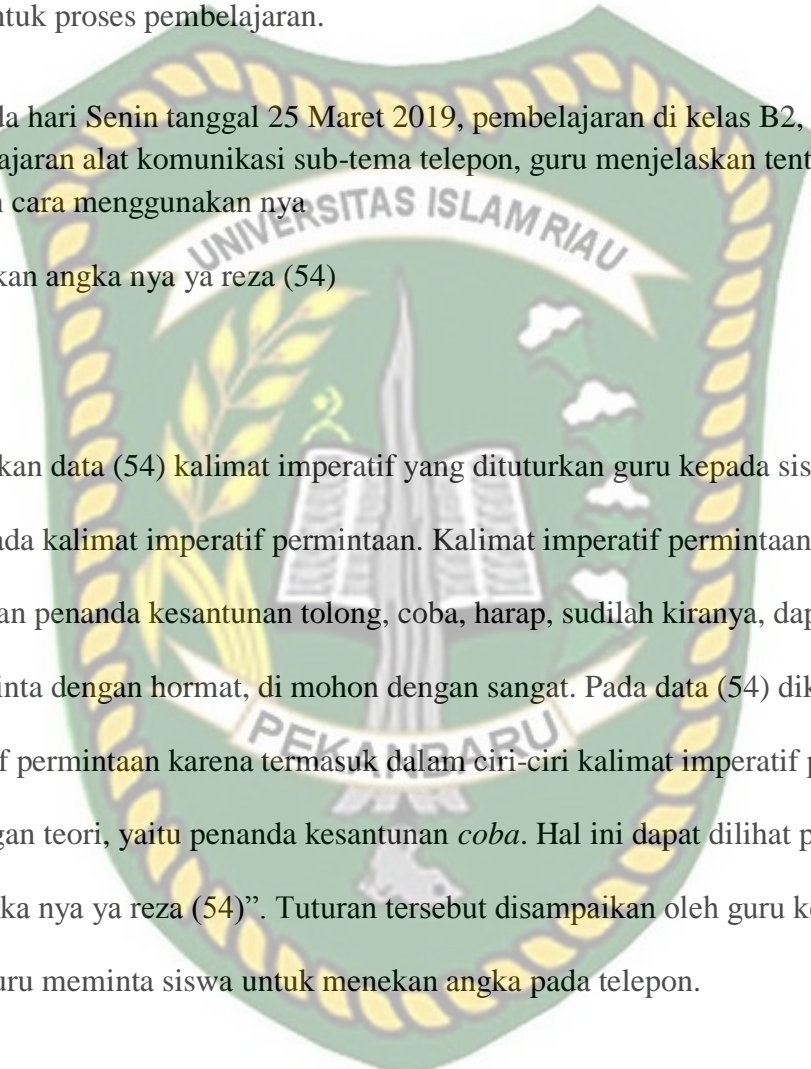 ntuk proses pembelajaran.
da hari Senin tanggal 25 Maret 2019, pembelajaran di kelas B2,
ajaran alat komunikasi sub-tema telepon, guru menjelaskan tent
n cara menggunakan nya
UNIVERSITAS ISLAM RIAU
kan angka nya ya reza (54)
kan data (54) kalimat imperatif yang dituturkan guru kepada sis
ada kalimat imperatif permintaan. Kalimat imperatif permintaan
an penanda kesantunan tolong, coba, harap, sudilah kiranya, dap
inta dengan hormat, di mohon dengan sangat. Pada data (54) dik
PEKANBARU
if permintaan karena termasuk dalam ciri-ciri kalimat imperatif p
gan teori, yaitu penanda kesantunan coba. Hal ini dapat dilihat p
ka nya ya reza (54)”. Tuturan tersebut disampaikan oleh guru ke
uru meminta siswa untuk menekan angka pada telepon.